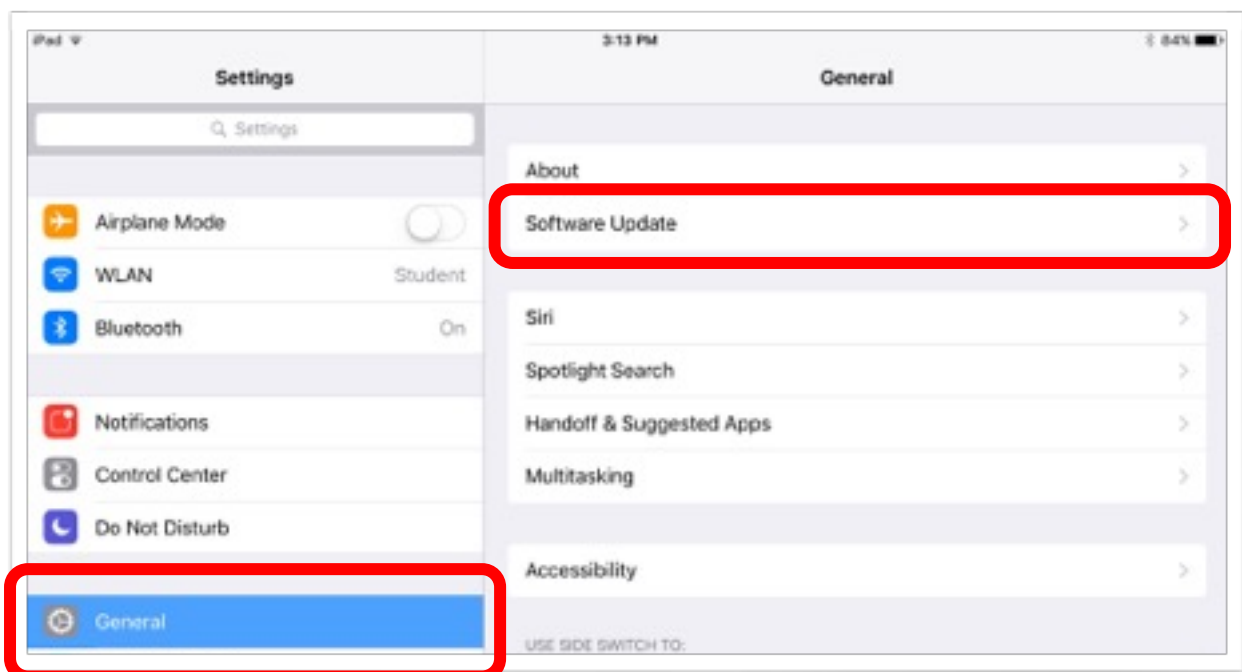 iPad 3:13 PM 84%
Settings
Settings
Airplane Mode
WLAN Student
Bluetooth On
Notifications
Control Center
Do Not Disturb
General
General
About
Software Update
Siri
Spotlight Search
Handoff & Suggested Apps
Multitasking
Accessibility
USE SIDE SWITCH TO: